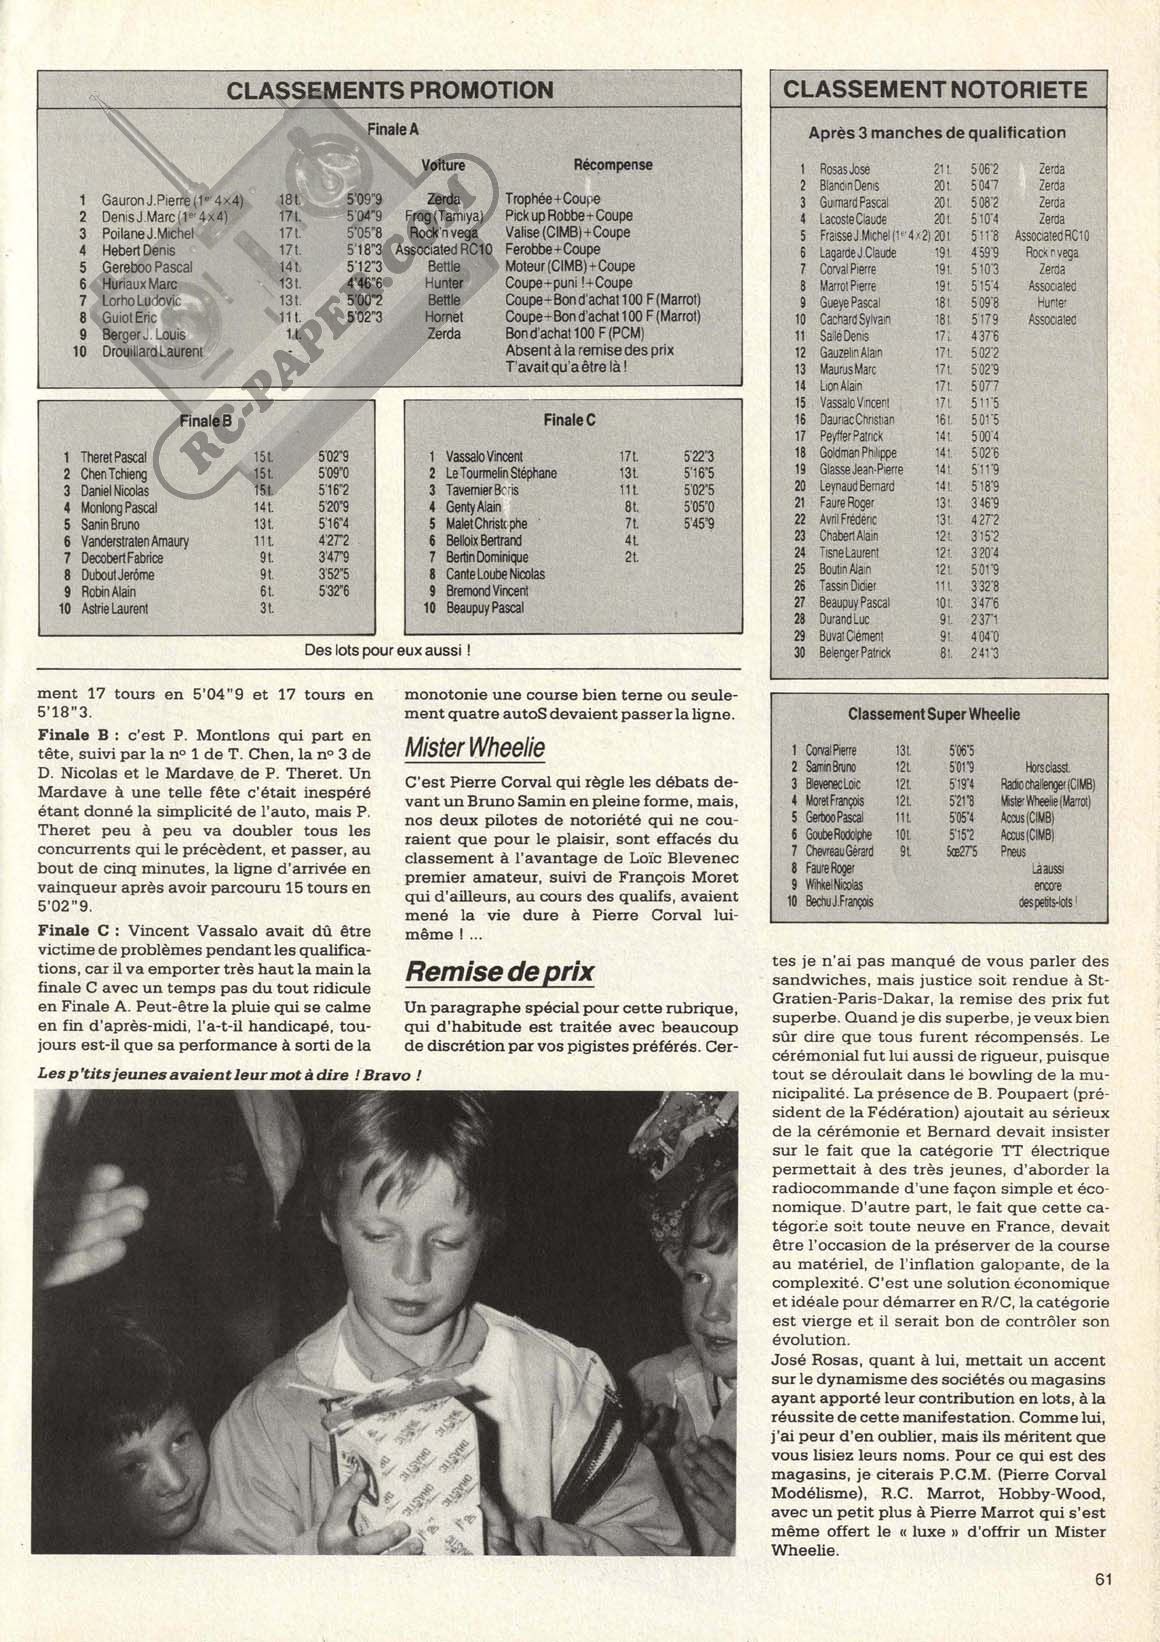 CLASSEMENTS PROMOTION
Finale A
Voiture Récompense
1 Gauron J. Pierre (1er 4×4) 18 t. 5'09"9 Zerda Trophée + Coupe
2 Denis J. Marc (1er 4×4) 17 t. 5'04"9 Frog (Tamiya) Pick up Robbe + Coupe
3 Poilane J. Michel 17 t. 5'05"8 Rock'n vega Valise (CIMB) + Coupe
4 Hebert Denis 17 t. 5'18"3 Associated RC10 Ferobbe + Coupe
5 Gereboo Pascal 14 t. 5'12"3 Bettle Moteur (CIMB) + Coupe
6 Huriaux Marc 13 t. 4'46"6 Hunter Coupe + puni ! + Coupe
7 Lorho Ludovic 13 t. 5'00"2 Bettle Coupe + Bon d'achat 100 F (Marrot)
8 Guiot Eric 11 t. 5'02"3 Hornet Coupe + Bon d'achat 100 F (Marrot)
9 Berger J. Louis 1 t. Zerda Bon d'achat 100 F (PCM)
10 Drouillard Laurent - Absent à la remise des prix
T'avait qu'a être là !
RC-PAPER.COM
Finale B
1 Theret Pascal 15 t. 5'02"9
2 Chen Tchieng 15 t. 5'09"0
3 Daniel Nicolas 15 t. 5'16"2
4 Monlong Pascal 14 t. 5'20"9
5 Sanin Bruno 13 t. 5'16"4
6 Vanderstraten Amaury 11 t. 4'27"2
7 Decobert Fabrice 9 t. 3'47"9
8 Dubout Jerôme 9 t. 3'52"5
9 Robin Alain 6 t. 5'32"6
10 Astrie Laurent 3 t.
Finale C
1 Vassalo Vincent 17 t. 5'22"3
2 Le Tourmelin Stéphane 13 t. 5'16"5
3 Tavernier Boris 11 t. 5'02"5
4 Genty Alain 8 t. 5'05"0
5 Malet Christophe 7 t. 5'45"9
6 Belloix Bertrand 4 t.
7 Bertin Dominique 2 t.
8 Cante Loube Nicolas
9 Bremond Vincent
10 Beaupuy Pascal
Des lots pour eux aussi !
ment 17 tours en 5'04"9 et 17 tours en
5'18"3.
Finale B : c'est P. Montlons qui part en
tête, suivi par la nº 1 de T. Chen, la nº 3 de
D. Nicolas et le Mardave de P. Theret. Un
Mardave à une telle fête c'était inespéré
étant donné la simplicité de l'auto, mais P.
Theret peu à peu va doubler tous les
concurrents qui le précèdent, et passer, au
bout de cinq minutes, la ligne d'arrivée en
vainqueur après avoir parcouru 15 tours en
5'02"9.
Finale C : Vincent Vassalo avait dû être
victime de problèmes pendant les qualifica-
tions, car il va emporter très haut la main la
finale C avec un temps pas du tout ridicule
en Finale A. Peut-être la pluie qui se calme
en fin d'après-midi, l'a-t-il handicapé, tou-
jours est-il que sa performance à sorti de la
monotonie une course bien terne ou seule-
ment quatre autoS devaient passer la ligne.
Mister Wheelie
C'est Pierre Corval qui règle les débats de-
vant un Bruno Samin en pleine forme, mais,
nos deux pilotes de notoriété qui ne cou-
raient que pour le plaisir, sont effacés du
classement à l'avantage de Loïc Blevenec
premier amateur, suivi de François Moret
qui d'ailleurs, au cours des qualifs, avaient
mené la vie dure à Pierre Corval lui-
même ! ...
Remise de prix
Un paragraphe spécial pour cette rubrique,
qui d'habitude est traitée avec beaucoup
de discrétion par vos pigistes préférés. Cer-
Les p'tits jeunes avaient leur mot à dire ! Bravo !
CLASSEMENT NOTORIETE
Après 3 manches de qualification
1 Rosas José 21 t. 5 06"2 Zerda
2 Blandin Denis 20 t. 5 04"7 Zerda
3 Guimard Pascal 20 t. 5 08"2 Zerda
4 Lacoste Claude 20 t. 5 10"4 Zerda
5 Fraisse J. Michel (1er 4×2) 20 t. 5 11"8 Associated RC10
6 Lagarde J. Claude 19 t. 4 59"9 Rock n vega
7 Corval Pierre 19 t. 5 10"3 Zerda
8 Marrot Pierre 19 t. 5 15"4 Associated
9 Gueye Pascal 18 t. 5 09"8 Hunter
10 Cachard Sylvain 18 t. 5 17"9 Associated
11 Sallé Denis 17 t. 4 37"6
12 Gauzelin Alain 17 t. 5 02"2
13 Maurus Marc 17 t. 5 02"9
14 Lion Alain 17 t. 5 07"7
15 Vassalo Vincent 17 t. 5 11"5
16 Dauriac Christian 16 t. 5 01"5
17 Peyffer Patrick 14 t. 5 00"4
18 Goldman Philippe 14 t. 5 02"6
19 Glasse Jean-Pierre 14 t. 5 11"9
20 Leynaud Bernard 14 t. 5 18"9
21 Faure Roger 13 t. 3 46"9
22 Avril Frédéric 13 t. 4 27"2
23 Chabert Alain 12 t. 3 15"2
24 Tisne Laurent 12 t. 3 20"4
25 Boutin Alain 12 t. 5 01"9
26 Tassin Didier 11 t. 3'32"8
27 Beaupuy Pascal 10 t. 3'47"6
28 Durand Luc 9 t. 2 37"1
29 Buvat Clément 9 t. 4 04"0
30 Belenger Patrick 8 t. 2 41"3
Classement Super Wheelie
1 Corval Pierre 13 t. 5'06"5
2 Samin Bruno 12 t. 5'01"9 Hors classt.
3 Blevenec Loic 12 t. 5'19"4 Radio challenger (CIMB)
4 Moret François 12 t. 5'21"8 Mister Wheelie (Marrot)
5 Gerboo Pascal 11 t. 5'05"4 Accus (CIMB)
6 Goube Rodolphe 10 t. 5'15"2 Accus (CIMB)
7 Chevreau Gérard 9 t. 5œ27"5 Pneus
8 Faure Roger Là aussi
9 Wihkel Nicolas encore
10 Bechu J. François des petits-lots !
tes je n'ai pas manqué de vous parler des
sandwiches, mais justice soit rendue à St-
Gratien-Paris-Dakar, la remise des prix fut
superbe. Quand je dis superbe, je veux bien
sûr dire que tous furent récompensés. Le
cérémonial fut lui aussi de rigueur, puisque
tout se déroulait dans le bowling de la mu-
nicipalité. La présence de B. Poupaert (pré-
sident de la Fédération) ajoutait au sérieux
de la cérémonie et Bernard devait insister
sur le fait que la catégorie TT électrique
permettait à des très jeunes, d'aborder la
radiocommande d'une façon simple et éco-
nomique. D'autre part, le fait que cette ca-
tégorie soit toute neuve en France, devait
être l'occasion de la préserver de la course
au matériel, de l'inflation galopante, de la
complexité. C'est une solution économique
et idéale pour démarrer en R/C, la catégorie
est vierge et il serait bon de contrôler son
évolution.
José Rosas, quant à lui, mettait un accent
sur le dynamisme des sociétés ou magasins
ayant apporté leur contribution en lots, à la
réussite de cette manifestation. Comme lui,
j'ai peur d'en oublier, mais ils méritent que
vous lisiez leurs noms. Pour ce qui est des
magasins, je citerais P.C.M. (Pierre Corval
Modélisme), R.C. Marrot, Hobby-Wood,
avec un petit plus à Pierre Marrot qui s'est
même offert le « luxe » d'offrir un Mister
Wheelie.
61